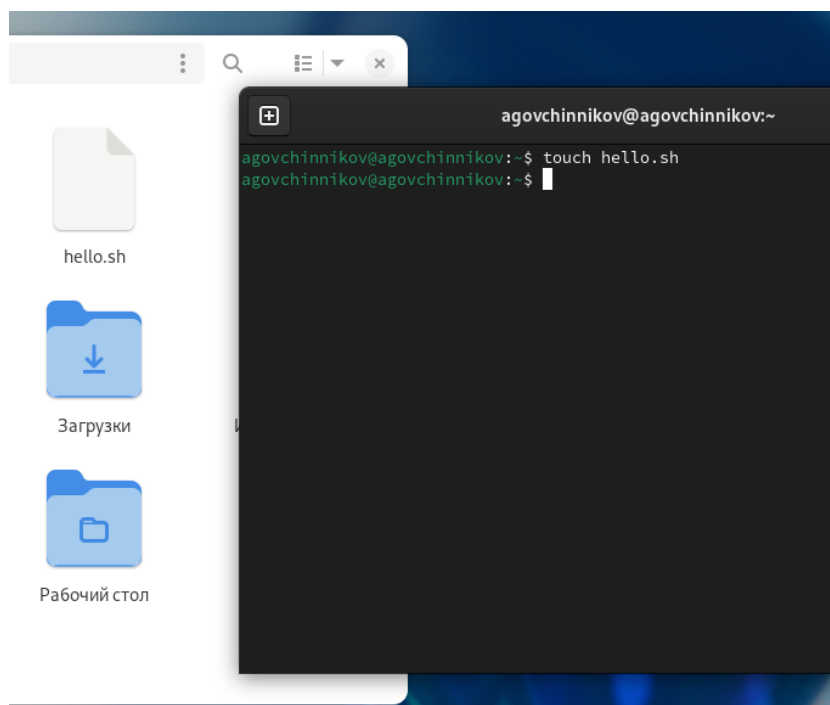 agovchinnikov@agovchinnikov:~
agovchinnikov@agovchinnikov:~$ touch hello.sh
agovchinnikov@agovchinnikov:~$
hello.sh
Загрузки
Рабочий стол